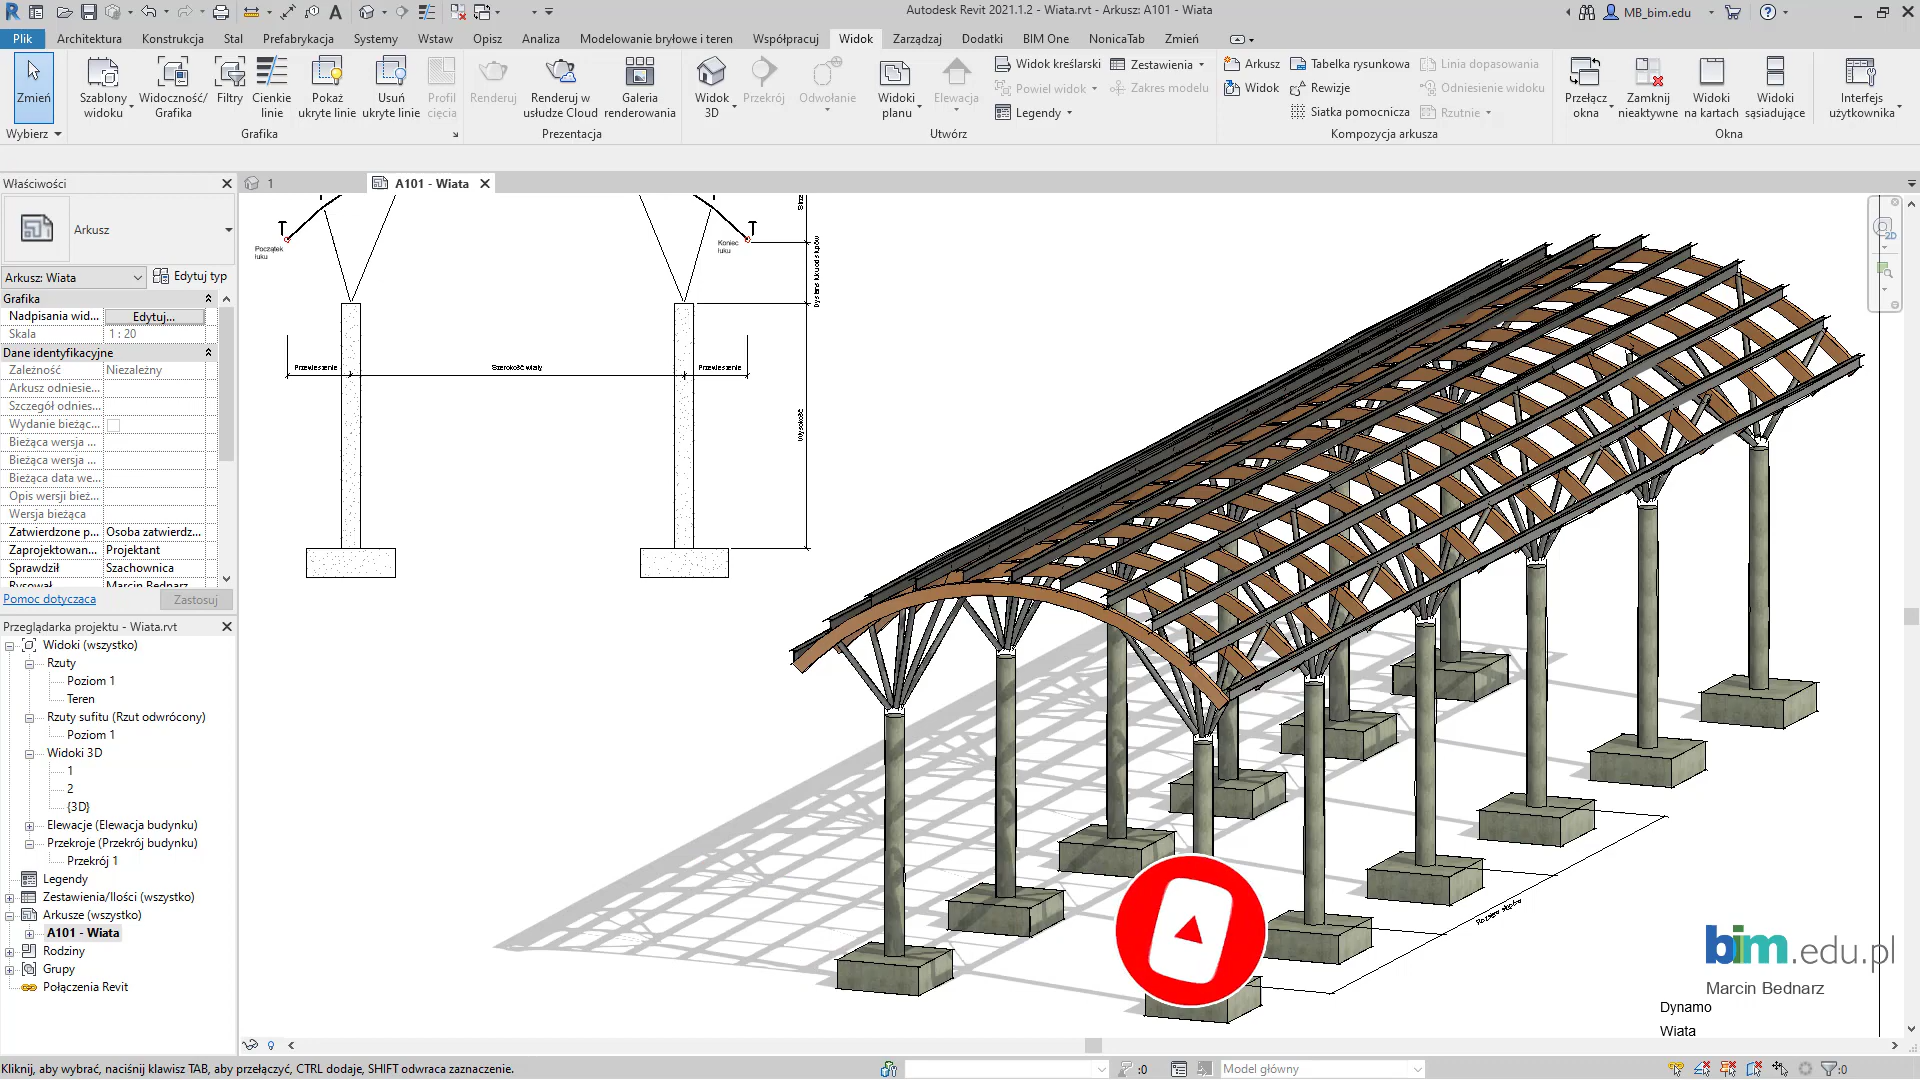 Autodesk Revit 2021.1.2 - Wiata.rvt - Arkusz: A101 - Wiata
MB_bim.edu
Plik Architektura Konstrukcja Stal Prefabrykacja Systemy Wstaw Opisz Analiza Modelowanie bryłowe i teren Współpracuj Widok Zarządzaj Dodatki BIM One NonicaTab Zmień
Zmień
Szablony widoku
Widoczność/ Grafika
Filtry
Cienkie linie
Pokaż ukryte linie
Usuń ukryte linie
Profil cięcia
Renderuj
Renderuj w usłudze Cloud
Galeria renderowania
Widok 3D
Przekrój
Odwołanie
Widoki planu
Elewacja
Widok kreślarski
Powiel widok
Legendy
Zestawienia
Zakres modelu
Arkusz
Widok
Tabelka rysunkowa
Rewizje
Siatka pomocnicza
Linia dopasowania
Odniesienie widoku
Rzutnie
Przełącz okna
Zamknij nieaktywne
Widoki na kartach
Widoki sąsiadujące
Interfejs użytkownika
Wybierz
Grafika
Prezentacja
Utwórz
Kompozycja arkusza
Okna
Właściwości
1
A101 - Wiata
Arkusz
Arkusz: Wiata
Edytuj typ
Grafika
Nadpisania wid... Edytuj...
Skala 1 : 20
Dane identyfikacyjne
Zależność Niezależny
Arkusz odniesie...
Szczegół odnies...
Wydanie bieżąc...
Bieżąca wersja ...
Bieżąca wersja ...
Bieżąca data we...
Opis wersji bież...
Wersja bieżąca
Zatwierdzone p... Osoba zatwierdz...
Zaprojektowan... Projektant
Sprawdził Szachownica
Rysował Marcin Bednarz
Pomoc dotycząca
Zastosuj
Przeglądarka projektu - Wiata.rvt
Widoki (wszystko)
Rzuty
Poziom 1
Teren
Rzuty sufitu (Rzut odwrócony)
Poziom 1
Widoki 3D
1
2
{3D}
Elewacje (Elewacja budynku)
Przekroje (Przekrój budynku)
Przekrój 1
Legendy
Zestawienia/Ilości (wszystko)
Arkusze (wszystko)
A101 - Wiata
Rodziny
Grupy
Połączenia Revit
T
Początek
łuku
T
Koniec
łuku
Dystans łuku od słupów
Przewieszenie
Szerokość wiaty
Przewieszenie
Wysokość
Rozstaw słupów
2D
bim.edu.pl
Marcin Bednarz
Dynamo
Wiata
Kliknij, aby wybrać, naciśnij klawisz TAB, aby przełączyć, CTRL dodaje, SHIFT odwraca zaznaczenie.
:0
Model główny
:0